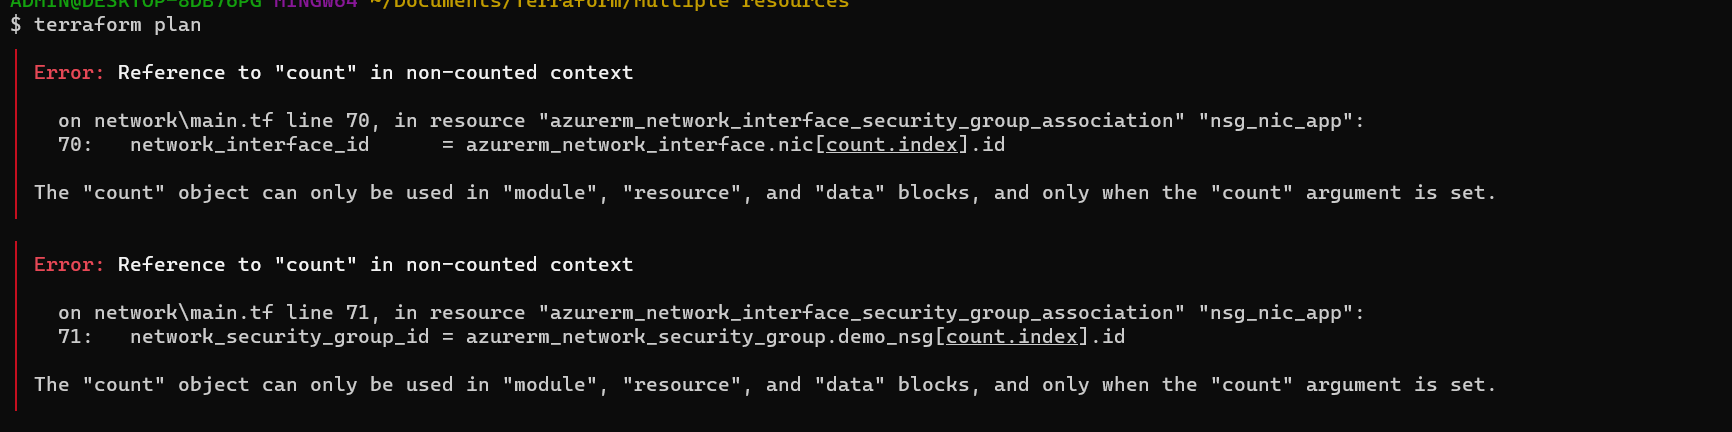 MINGW64 ~/Documents/Terraform/Multiple resources
$ terraform plan
Error: Reference to "count" in non-counted context
on network\main.tf line 70, in resource "azurerm_network_interface_security_group_association" "nsg_nic_app":
70:   network_interface_id      = azurerm_network_interface.nic[count.index].id
The "count" object can only be used in "module", "resource", and "data" blocks, and only when the "count" argument is set.
Error: Reference to "count" in non-counted context
on network\main.tf line 71, in resource "azurerm_network_interface_security_group_association" "nsg_nic_app":
71:   network_security_group_id = azurerm_network_security_group.demo_nsg[count.index].id
The "count" object can only be used in "module", "resource", and "data" blocks, and only when the "count" argument is set.